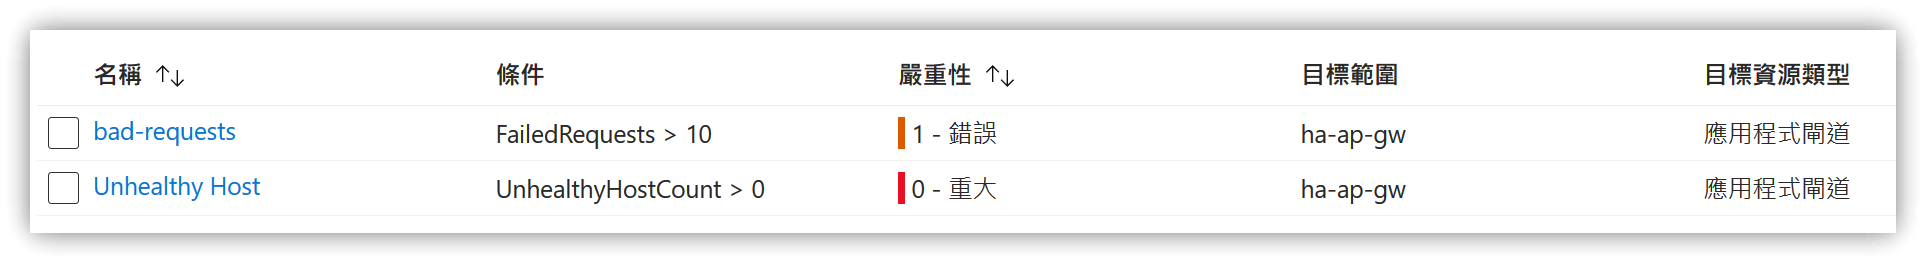 名稱 ↑↓ 條件 嚴重性 ↑↓ 目標範圍 目標資源類型
bad-requests FailedRequests > 10 1 - 錯誤 ha-ap-gw 應用程式閘道
Unhealthy Host UnhealthyHostCount > 0 0 - 重大 ha-ap-gw 應用程式閘道